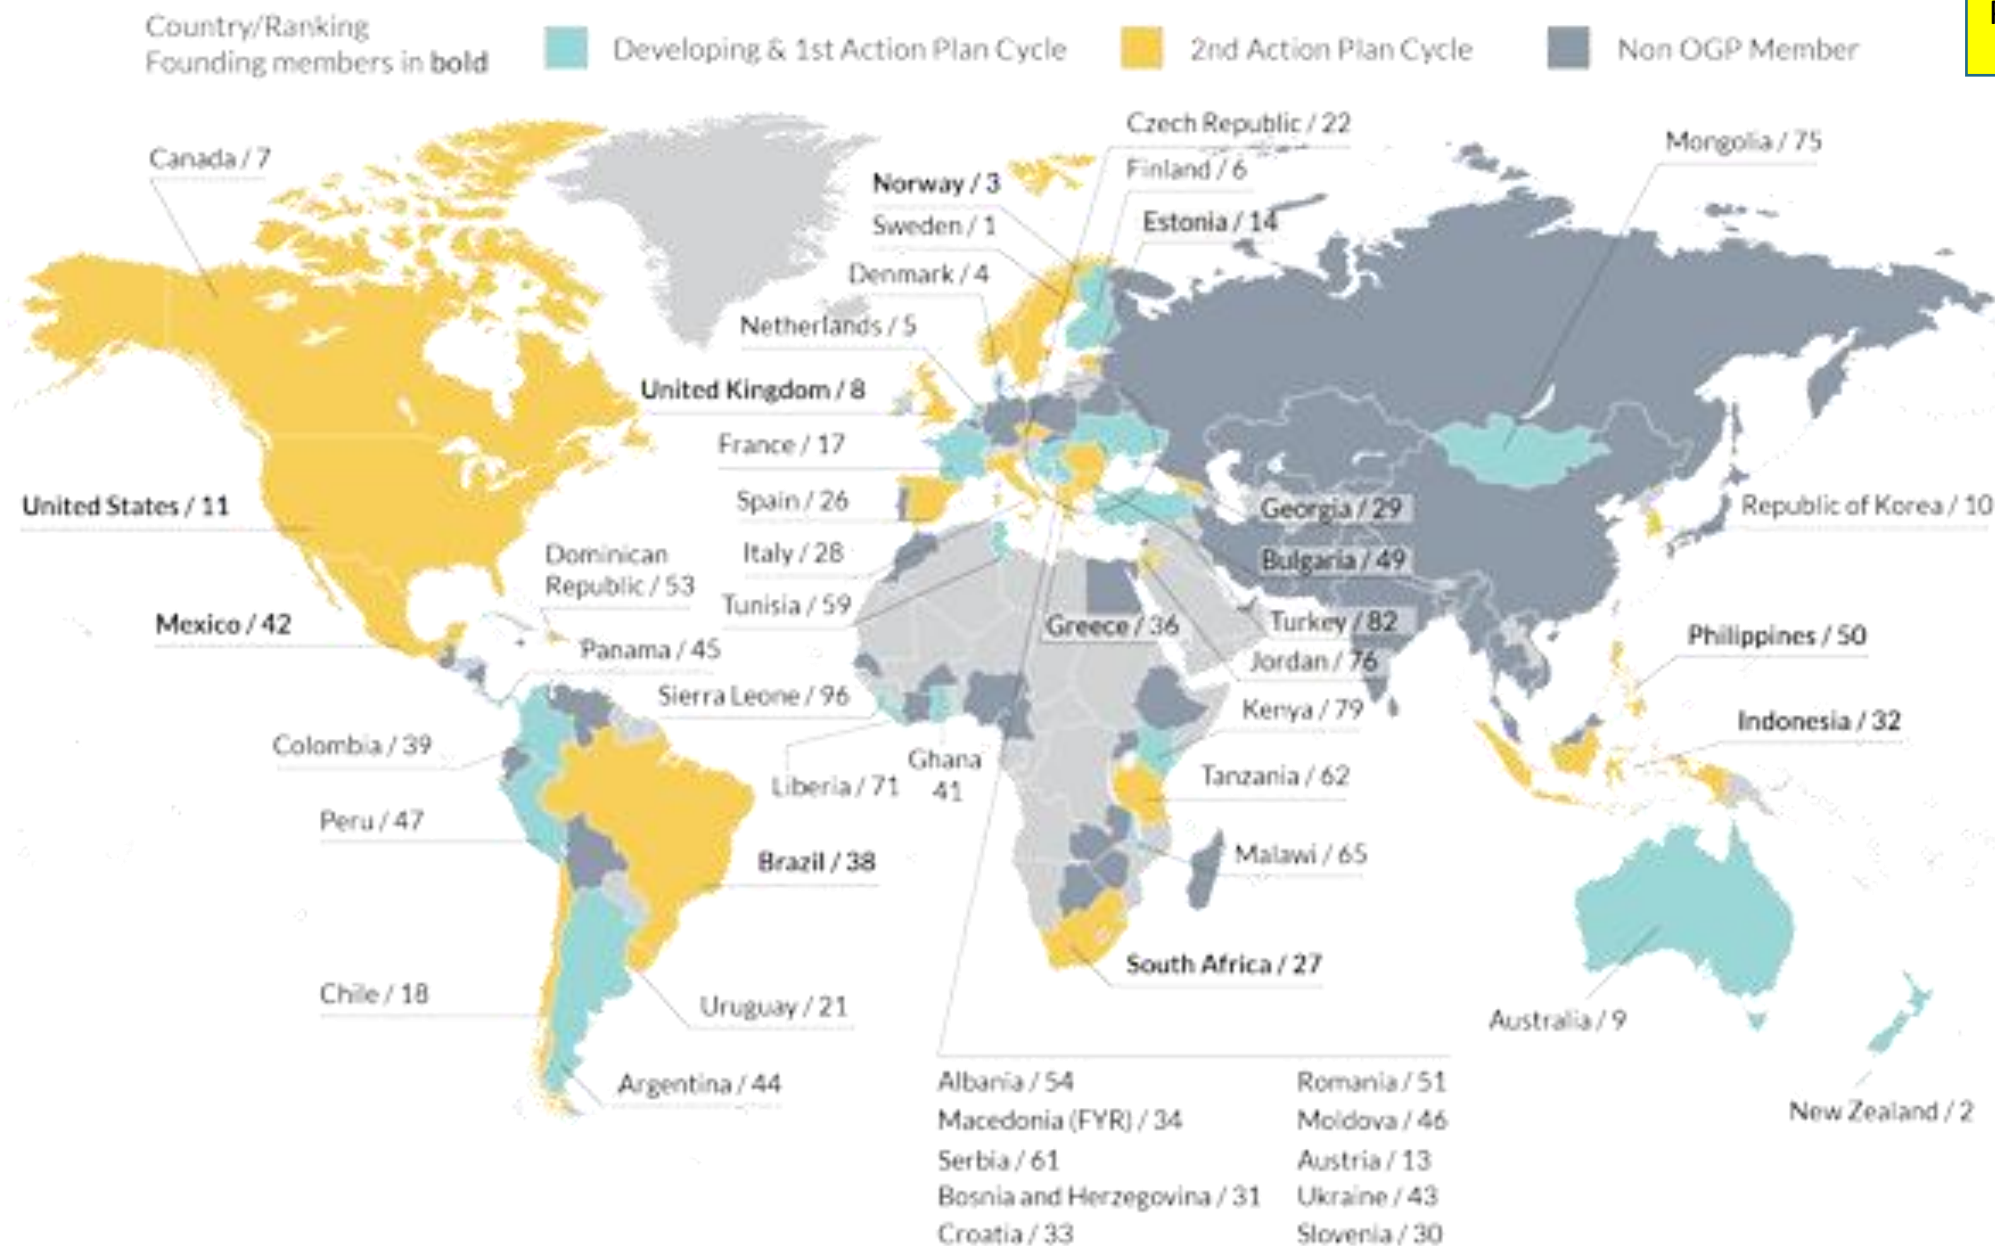 Country/Ranking
Founding members in bold
Developing & 1st Action Plan Cycle
2nd Action Plan Cycle
Non OGP Member
Czech Republic / 22
Mongolia / 75
Canada / 7
Finland / 6
Norway / 3
Sweden / 1
Estonia / 14
Denmark / 4
Netherlands / 5
United Kingdom / 8
France / 17
United States / 11
Spain / 26
Georgia / 29
Republic of Korea / 10
Dominican
Republic / 53
Italy / 28
Bulgaria / 49
Tunisia / 59
Mexico / 42
Greece / 36
Turkey / 82
Philippines / 50
Panama / 45
Jordan / 76
Sierra Leone / 96
Kenya / 79
Indonesia / 32
Colombia / 39
Ghana
41
Liberia / 71
Tanzania / 62
Peru / 47
Brazil / 38
Malawi / 65
South Africa / 27
Chile / 18
Uruguay / 21
Australia / 9
Argentina / 44
New Zealand / 2
Albania / 54
Romania / 51
Macedonia (FYR) / 34
Moldova / 46
Serbia / 61
Austria / 13
Bosnia and Herzegovina / 31
Ukraine / 43
Croatia / 33
Slovenia / 30